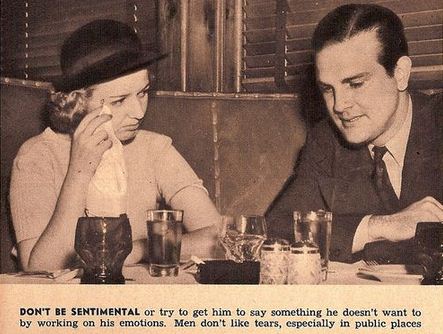 DON'T BE SENTIMENTAL or try to get him to say something he doesn't want to
by working on his emotions. Men don't like tears, especially in public places